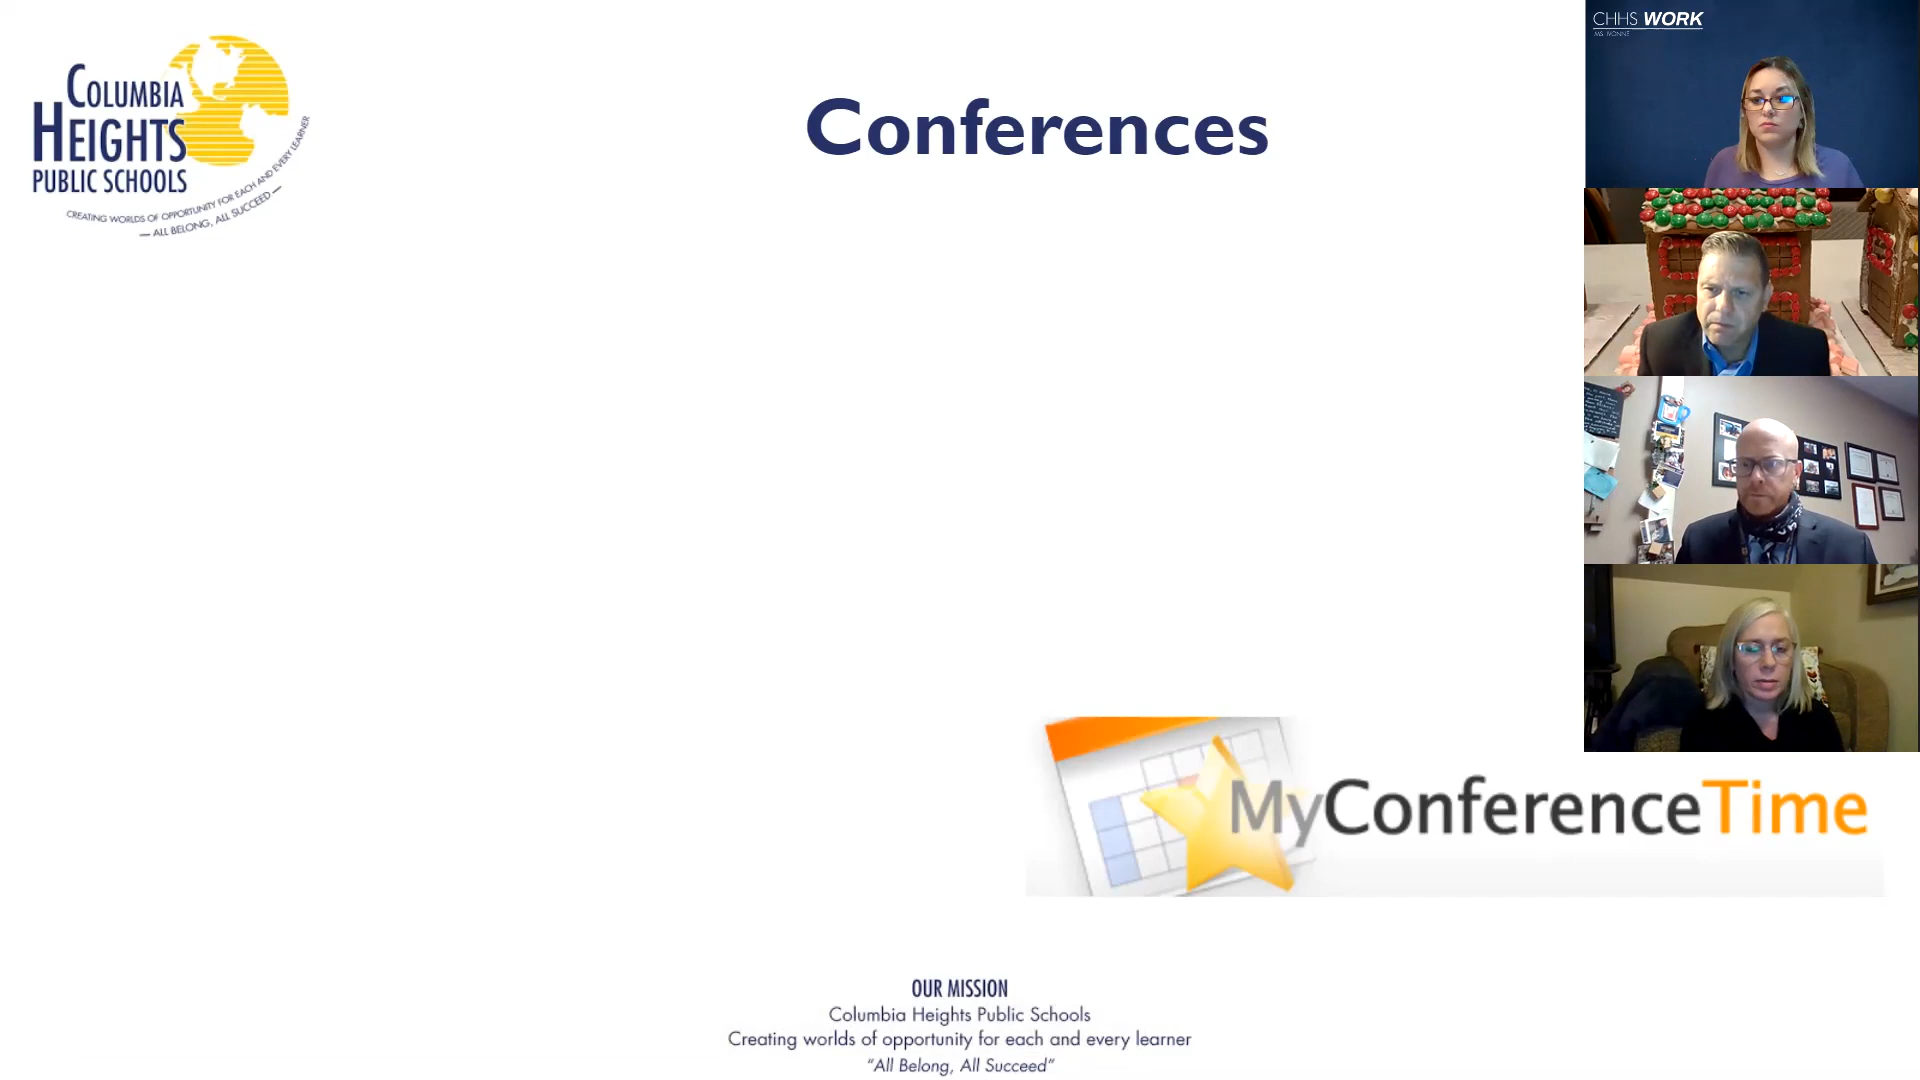 COLUMBIA
HEIGHTS
PUBLIC SCHOOLS
CREATING WORLDS OF OPPORTUNITY FOR EACH AND EVERY LEARNER
— ALL BELONG, ALL SUCCEED —
Conferences
CHHS WORK
MyConferenceTime
OUR MISSION
Columbia Heights Public Schools
Creating worlds of opportunity for each and every learner
“All Belong, All Succeed”